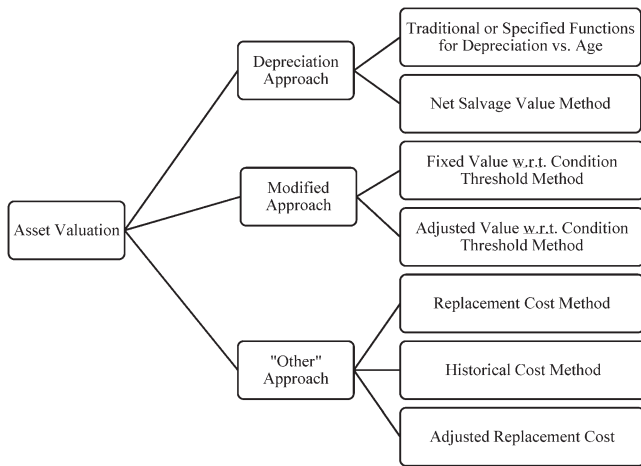 Asset Valuation
Depreciation
Approach
Traditional or Specified Functions
for Depreciation vs. Age
Net Salvage Value Method
Modified
Approach
Fixed Value w.r.t. Condition
Threshold Method
Adjusted Value w.r.t. Condition
Threshold Method
"Other"
Approach
Replacement Cost Method
Historical Cost Method
Adjusted Replacement Cost